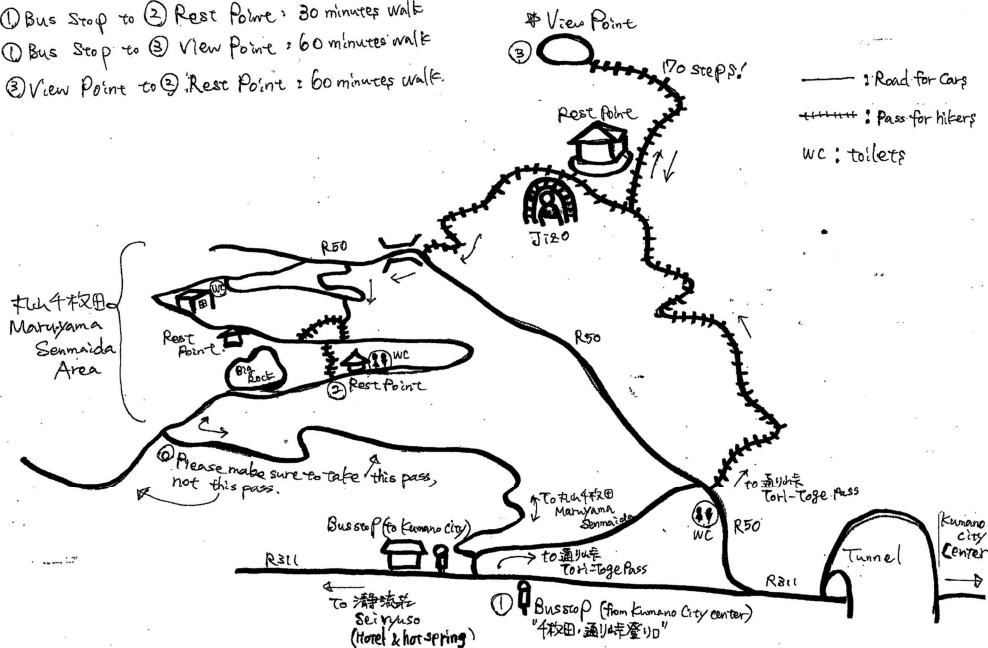 ① Bus Stop to ② Rest Point : 30 minutes walk
① Bus Stop to ③ View Point : 60 minutes walk
③ View Point to ② Rest Point : 60 minutes walk.
* View Point
③
170 steps!
: Road for Cars
: Pass for hikers
WC : toilets
Rest Point
Jizo
R50
丸山千枚田
Maruyama
Senmaida
Area
WC
Rest
Point
Big
Rock
WC
② Rest Point
R50
⓪ Please make sure to take this pass,
not this pass.
to 通り峠
Tori-Toge Pass
To 丸山千枚田
Maruyama
Senmaida
WC
R50
Bus stop (to Kumano city)
to 通り峠
Tori-Toge Pass
R311
R311
Tunnel
Kumano
city
Center
To 瀞流荘
Seiryuso
(Hotel & hot spring)
① Bus stop (from Kumano City center)
"千枚田・通り峠登り口"